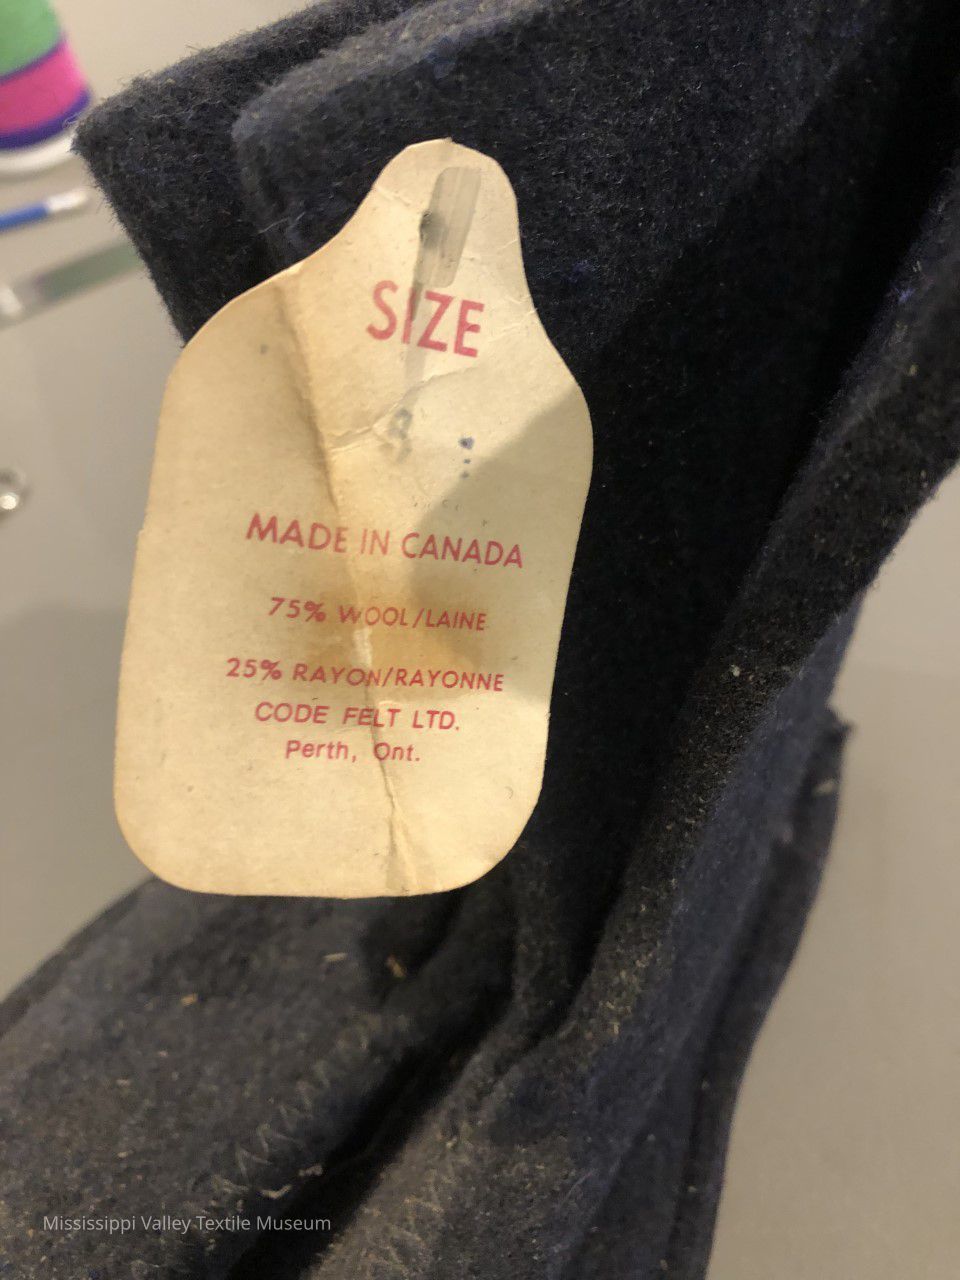 SIZE
MADE IN CANADA
75% WOOL/LAINE
25% RAYON/RAYONNE
CODE FELT LTD.
Perth, Ont.
Mississippi Valley Textile Museum